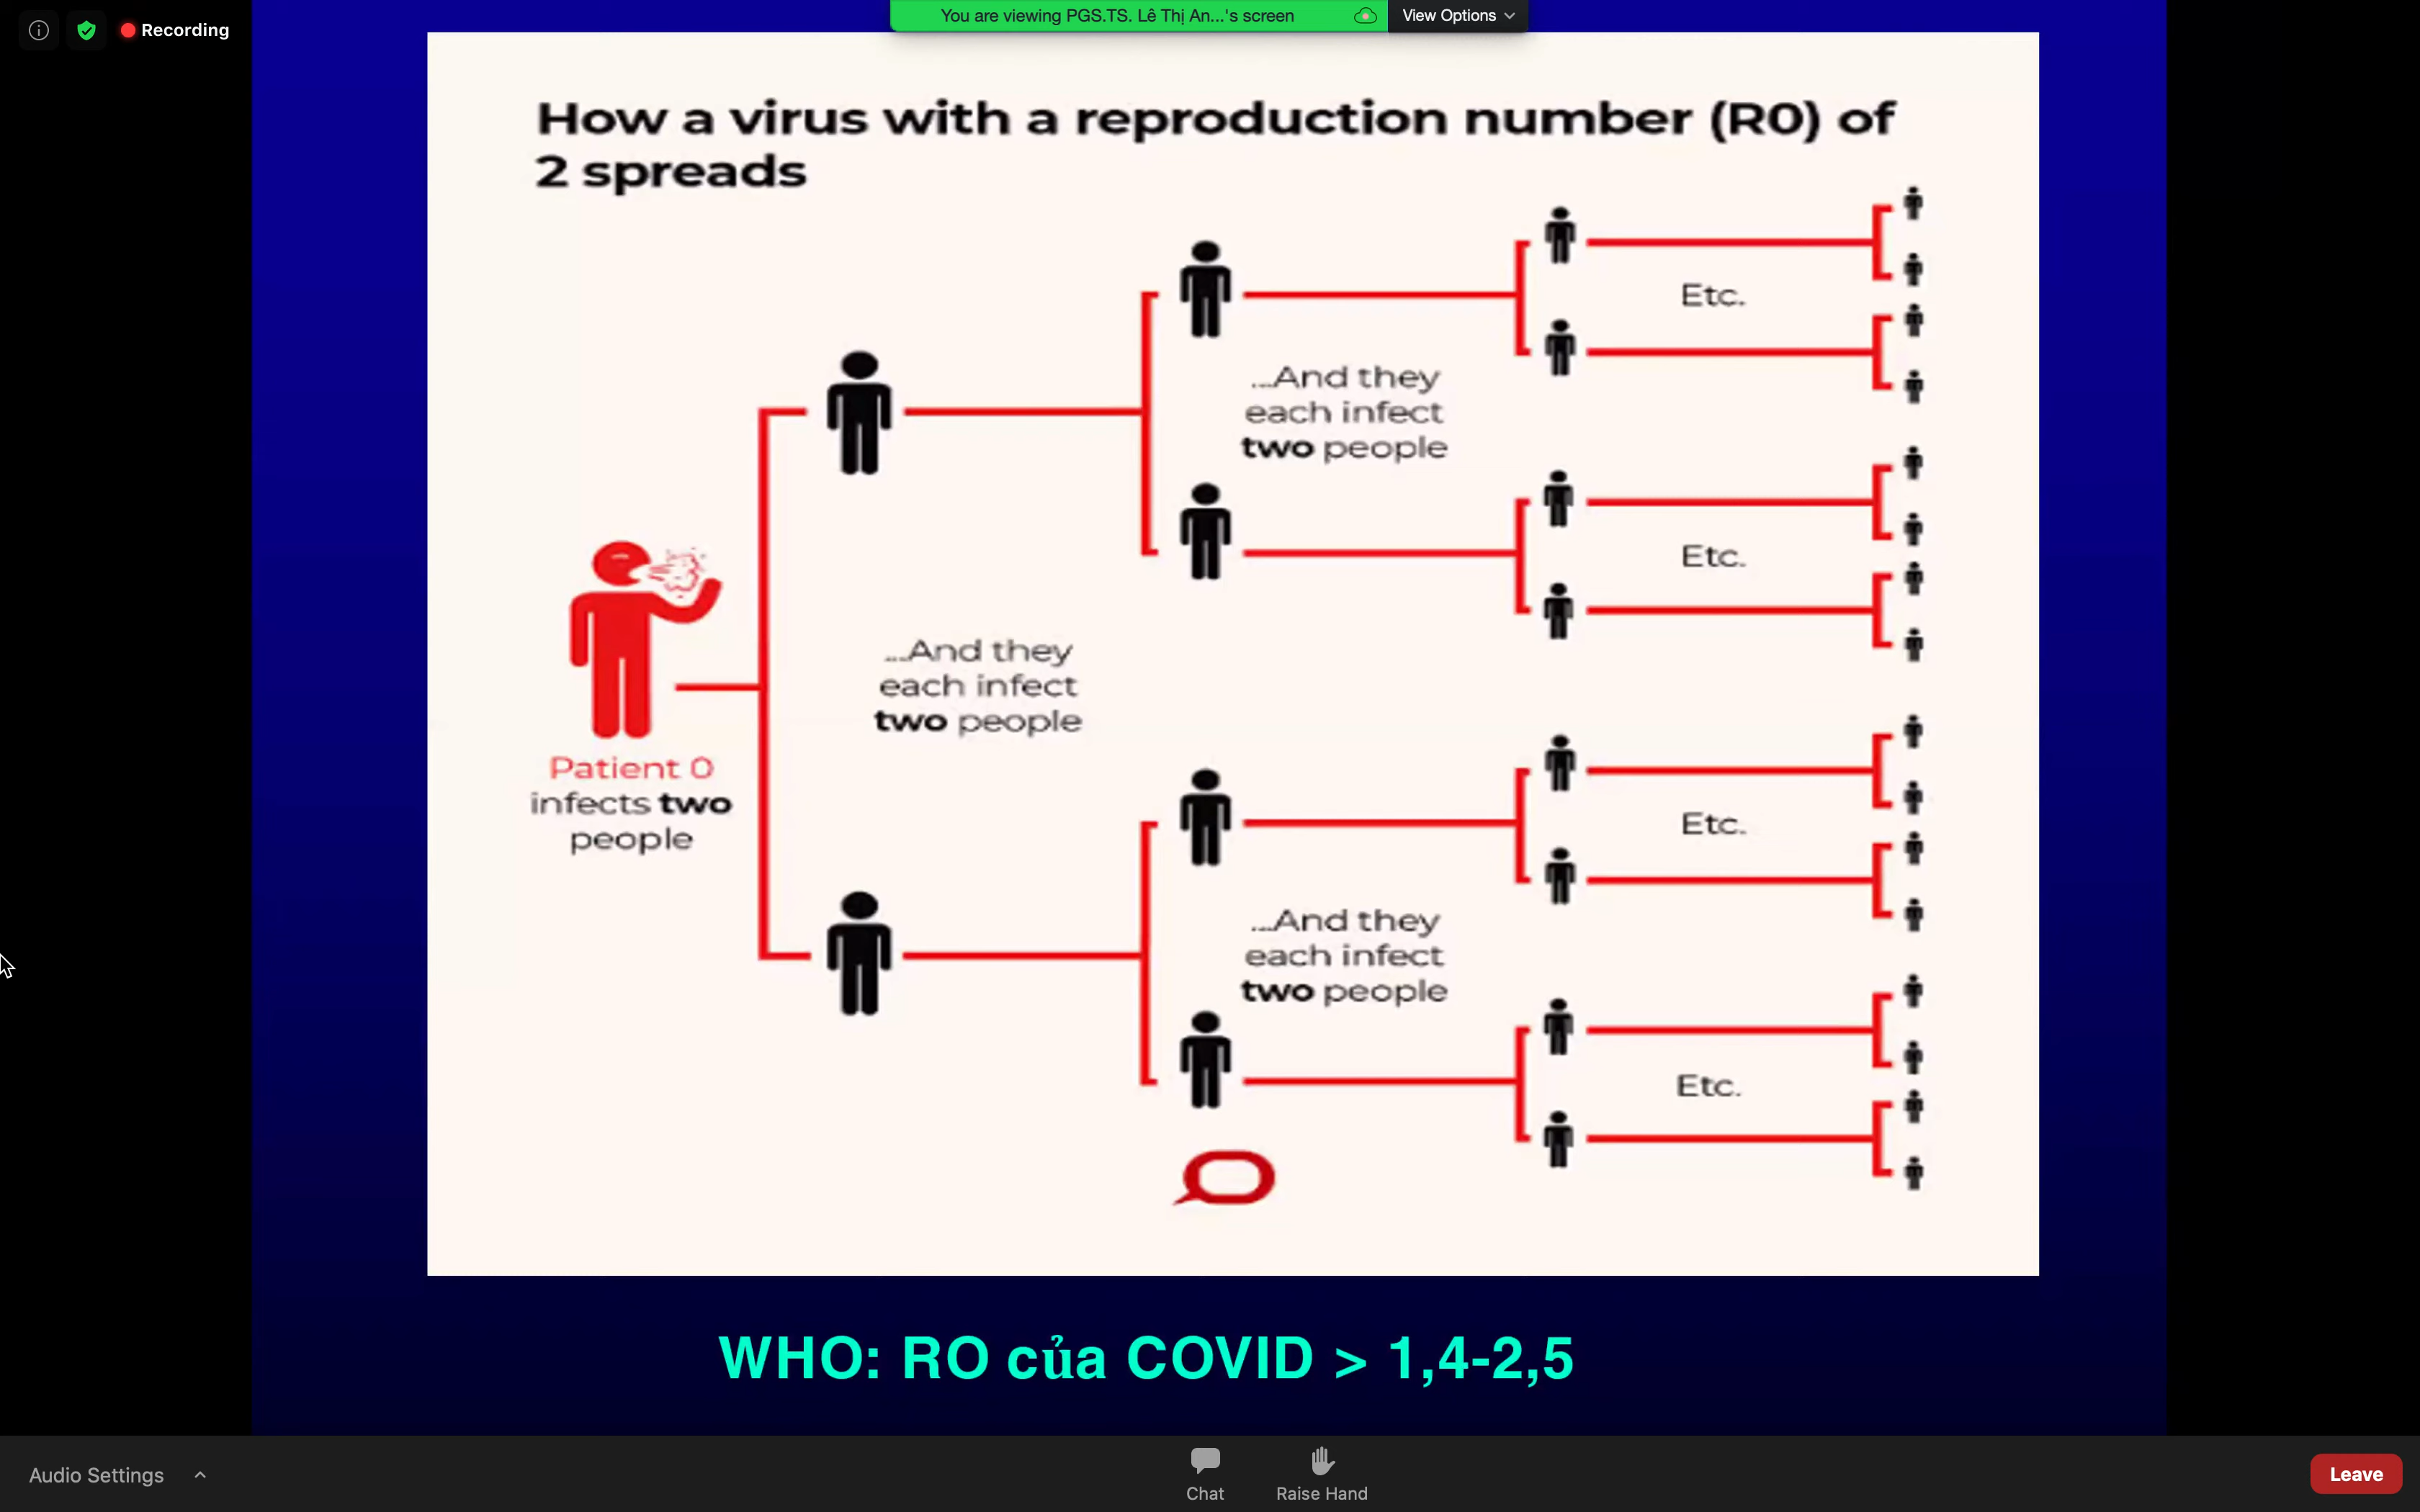 Recording
You are viewing PGS.TS. Lê Thị An...'s screen
View Options
How a virus with a reproduction number (R0) of
2 spreads
Patient 0
infects two
people
...And they
each infect
two people
...And they
each infect
two people
...And they
each infect
two people
Etc.
Etc.
Etc.
Etc.
WHO: RO của COVID > 1,4-2,5
Audio Settings
Chat
Raise Hand
Leave